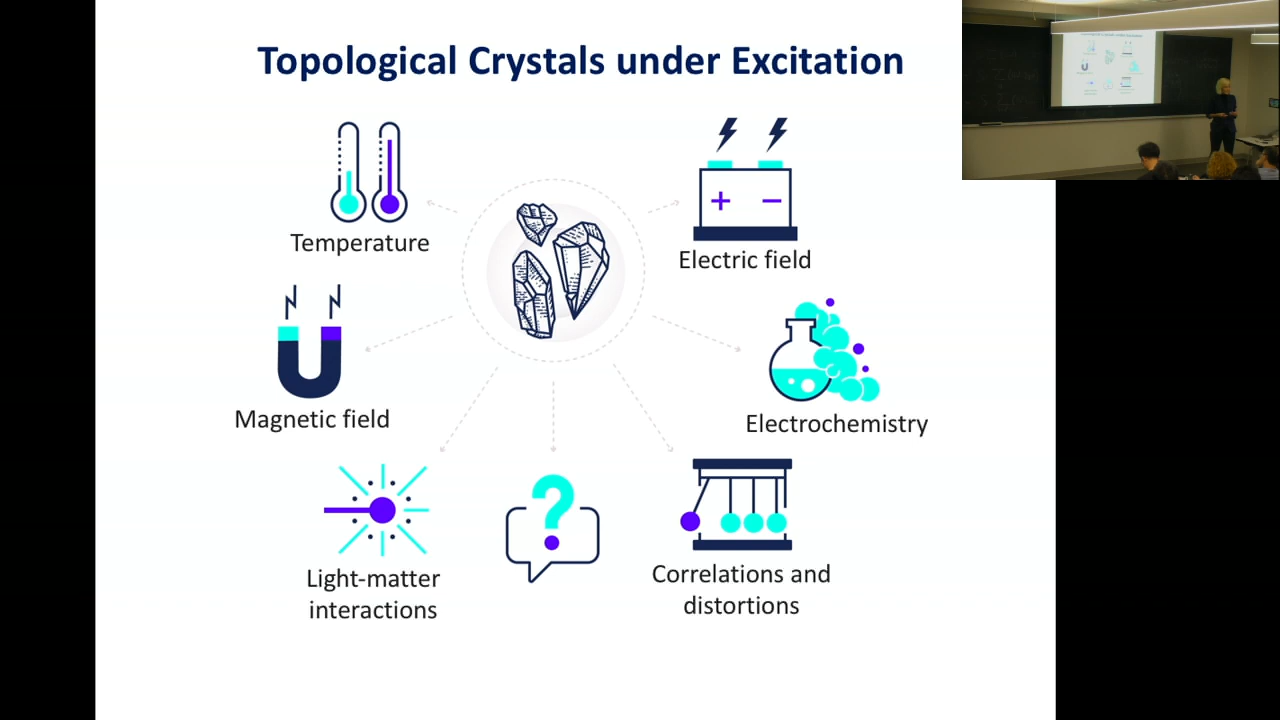 Topological Crystals under Excitation
Temperature
Electric field
+ −
Magnetic field
Electrochemistry
?
Light-matter
interactions
Correlations and
distortions